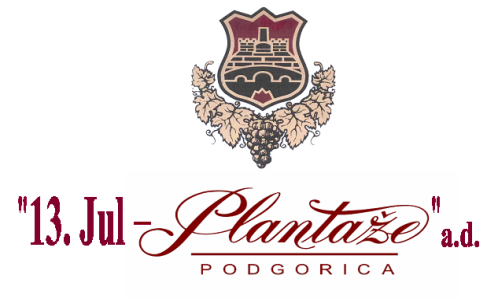 "13. Jul – Plantaže" a.d.
PODGORICA